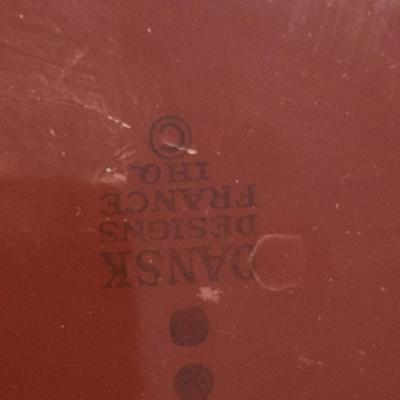 DANSK
DESIGNS
FRANCE
IHQ
©